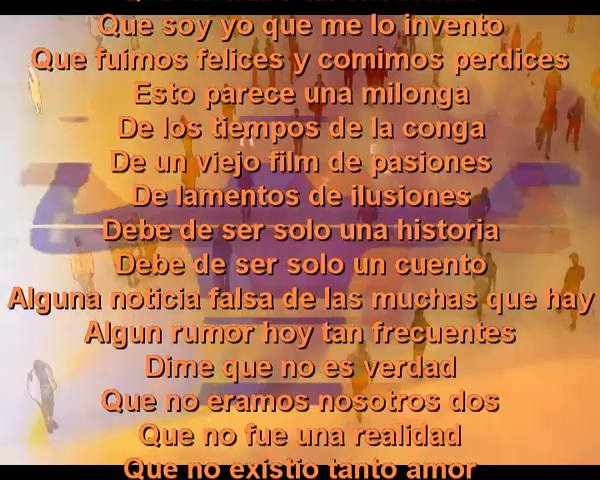 Que soy yo que me lo invento
Que fuimos felices y comimos perdices
Esto parece una milonga
De los tiempos de la conga
De un viejo film de pasiones
De lamentos de ilusiones
Debe de ser solo una historia
Debe de ser solo un cuento
Alguna noticia falsa de las muchas que hay
Algun rumor hoy tan frecuentes
Dime que no es verdad
Que no eramos nosotros dos
Que no fue una realidad
Que no existio tanto amor